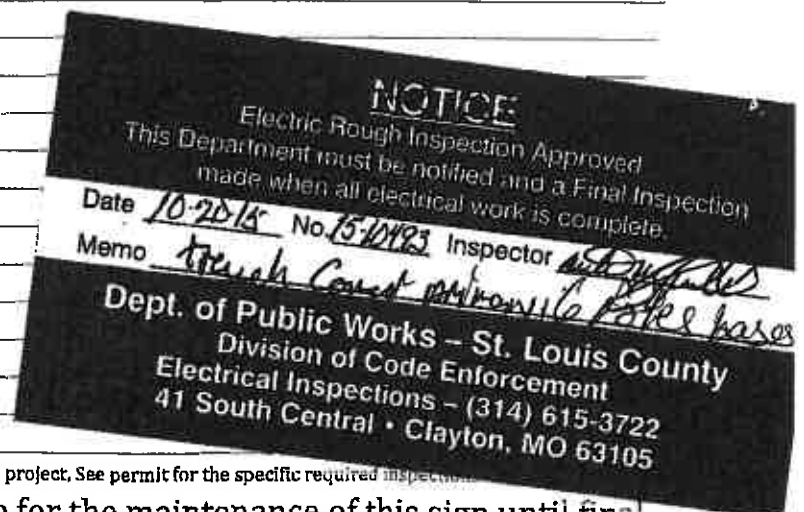 NOTICE
Electric Rough Inspection Approved
This Department must be notified and a Final Inspection
made when all electrical work is complete.
Date 10-20-15 No. 15-10493 Inspector
Memo trench
Dept. of Public Works – St. Louis County
Division of Code Enforcement
Electrical Inspections – (314) 615-3722
41 South Central • Clayton, MO 63105
project, See permit for the specific required
for the maintenance of this sign until final